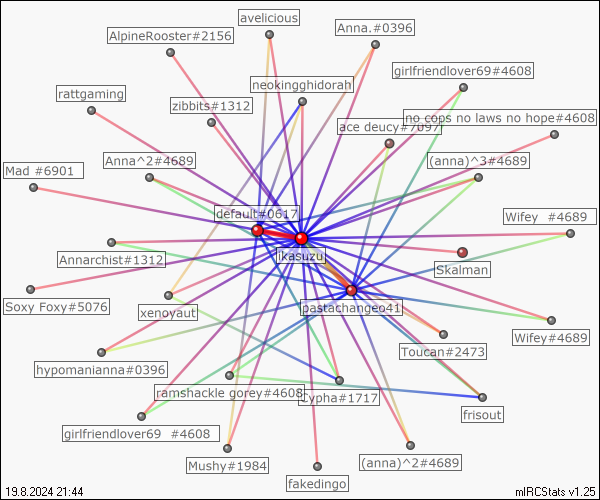 avelicious
Anna.#0396
AlpineRooster#2156
girlfriendlover69#4608
neokingghidorah
rattgaming
zibbits#1312
no cops no laws no hope#4608
ace deucy#7097
Anna^2#4689
(anna)^3#4689
Mad #6901
default#0617
Wifey   #4689
ikasuzu
Annarchist#1312
Skalman
Soxy Foxy#5076
xenoyaut
pastachangeo41
Wifey#4689
Toucan#2473
hypomanianna#0396
ramshackle gorey#4608
Cypha#1717
frisout
girlfriendlover69  #4608
(anna)^2#4689
Mushy#1984
fakedingo
19.8.2024 21:44
mIRCStats v1.25